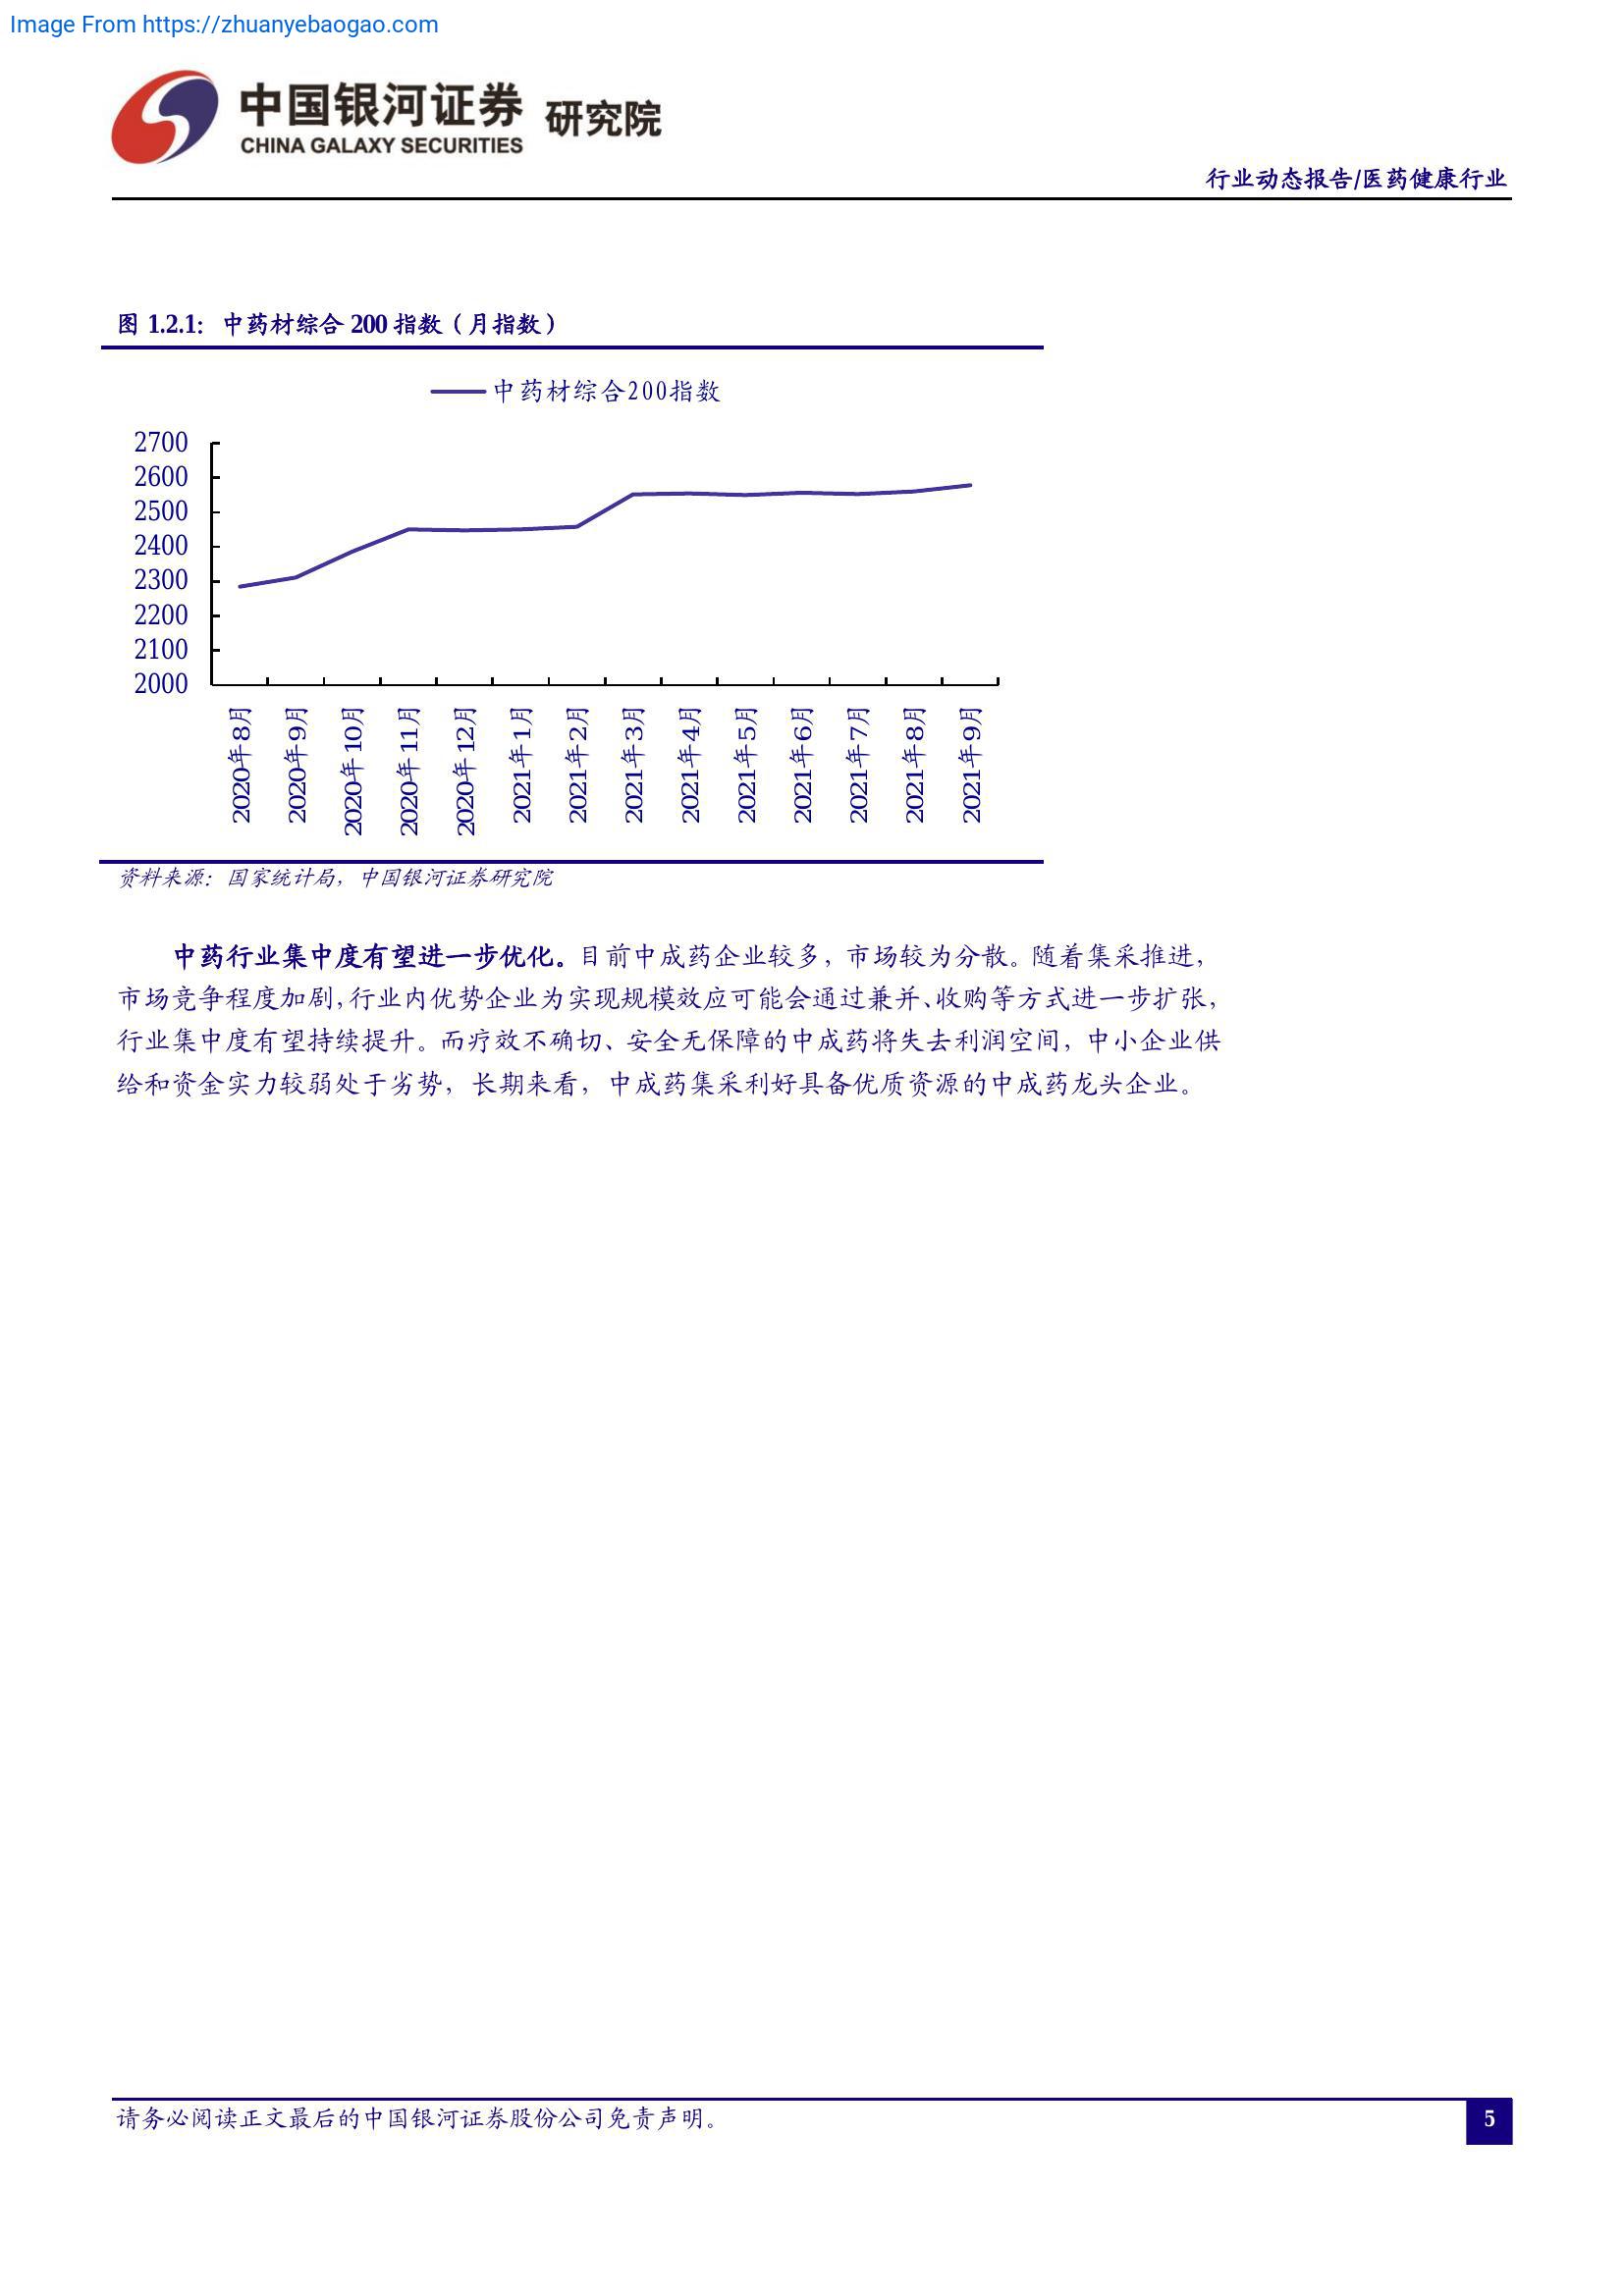 Image From https://zhuanyebaogao.com
中国银河证券 研究院
CHINA GALAXY SECURITIES
行业动态报告/医药健康行业
图 1.2.1: 中药材综合 200 指数（月指数）
中药材综合200指数
2700
2600
2500
2400
2300
2200
2100
2000
2020年8月
2020年9月
2020年10月
2020年11月
2020年12月
2021年1月
2021年2月
2021年3月
2021年4月
2021年5月
2021年6月
2021年7月
2021年8月
2021年9月
资料来源：国家统计局，中国银河证券研究院
中药行业集中度有望进一步优化。目前中成药企业较多，市场较为分散。随着集采推进，
市场竞争程度加剧，行业内优势企业为实现规模效应可能会通过兼并、收购等方式进一步扩张，
行业集中度有望持续提升。而疗效不确切、安全无保障的中成药将失去利润空间，中小企业供
给和资金实力较弱处于劣势，长期来看，中成药集采利好具备优质资源的中成药龙头企业。
请务必阅读正文最后的中国银河证券股份公司免责声明。
5